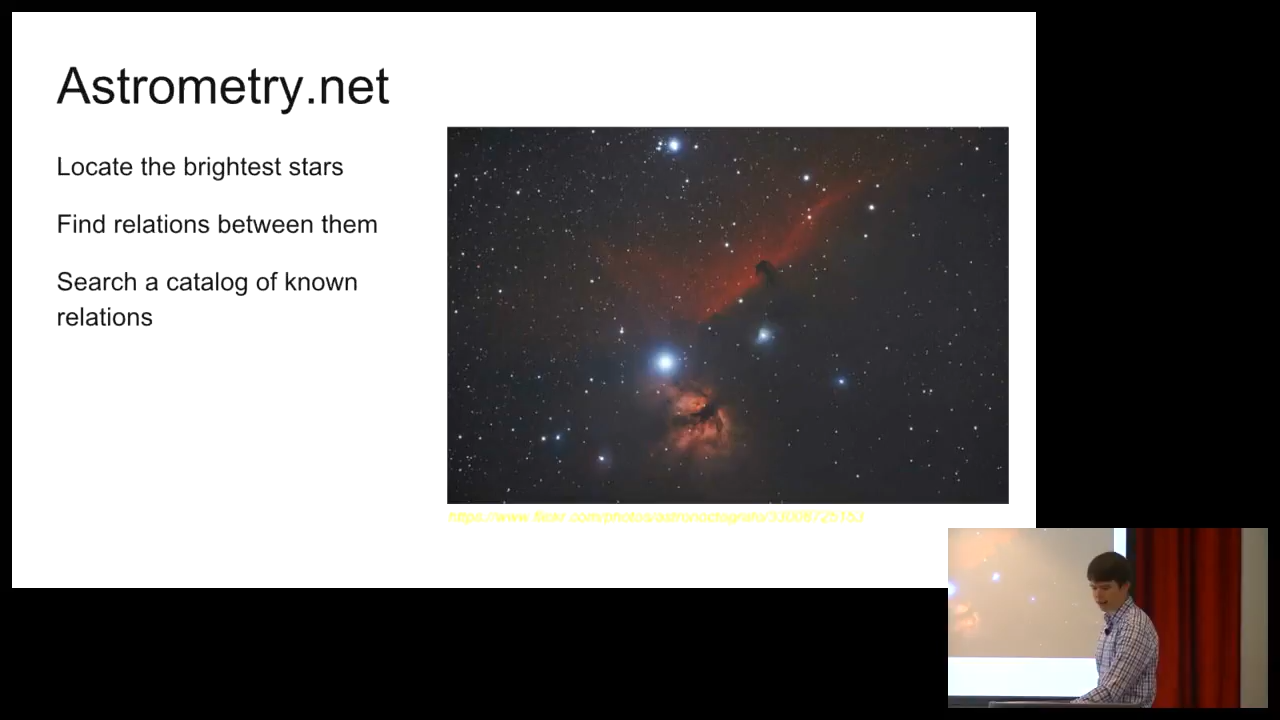 Astrometry.net
Locate the brightest stars
Find relations between them
Search a catalog of known
relations